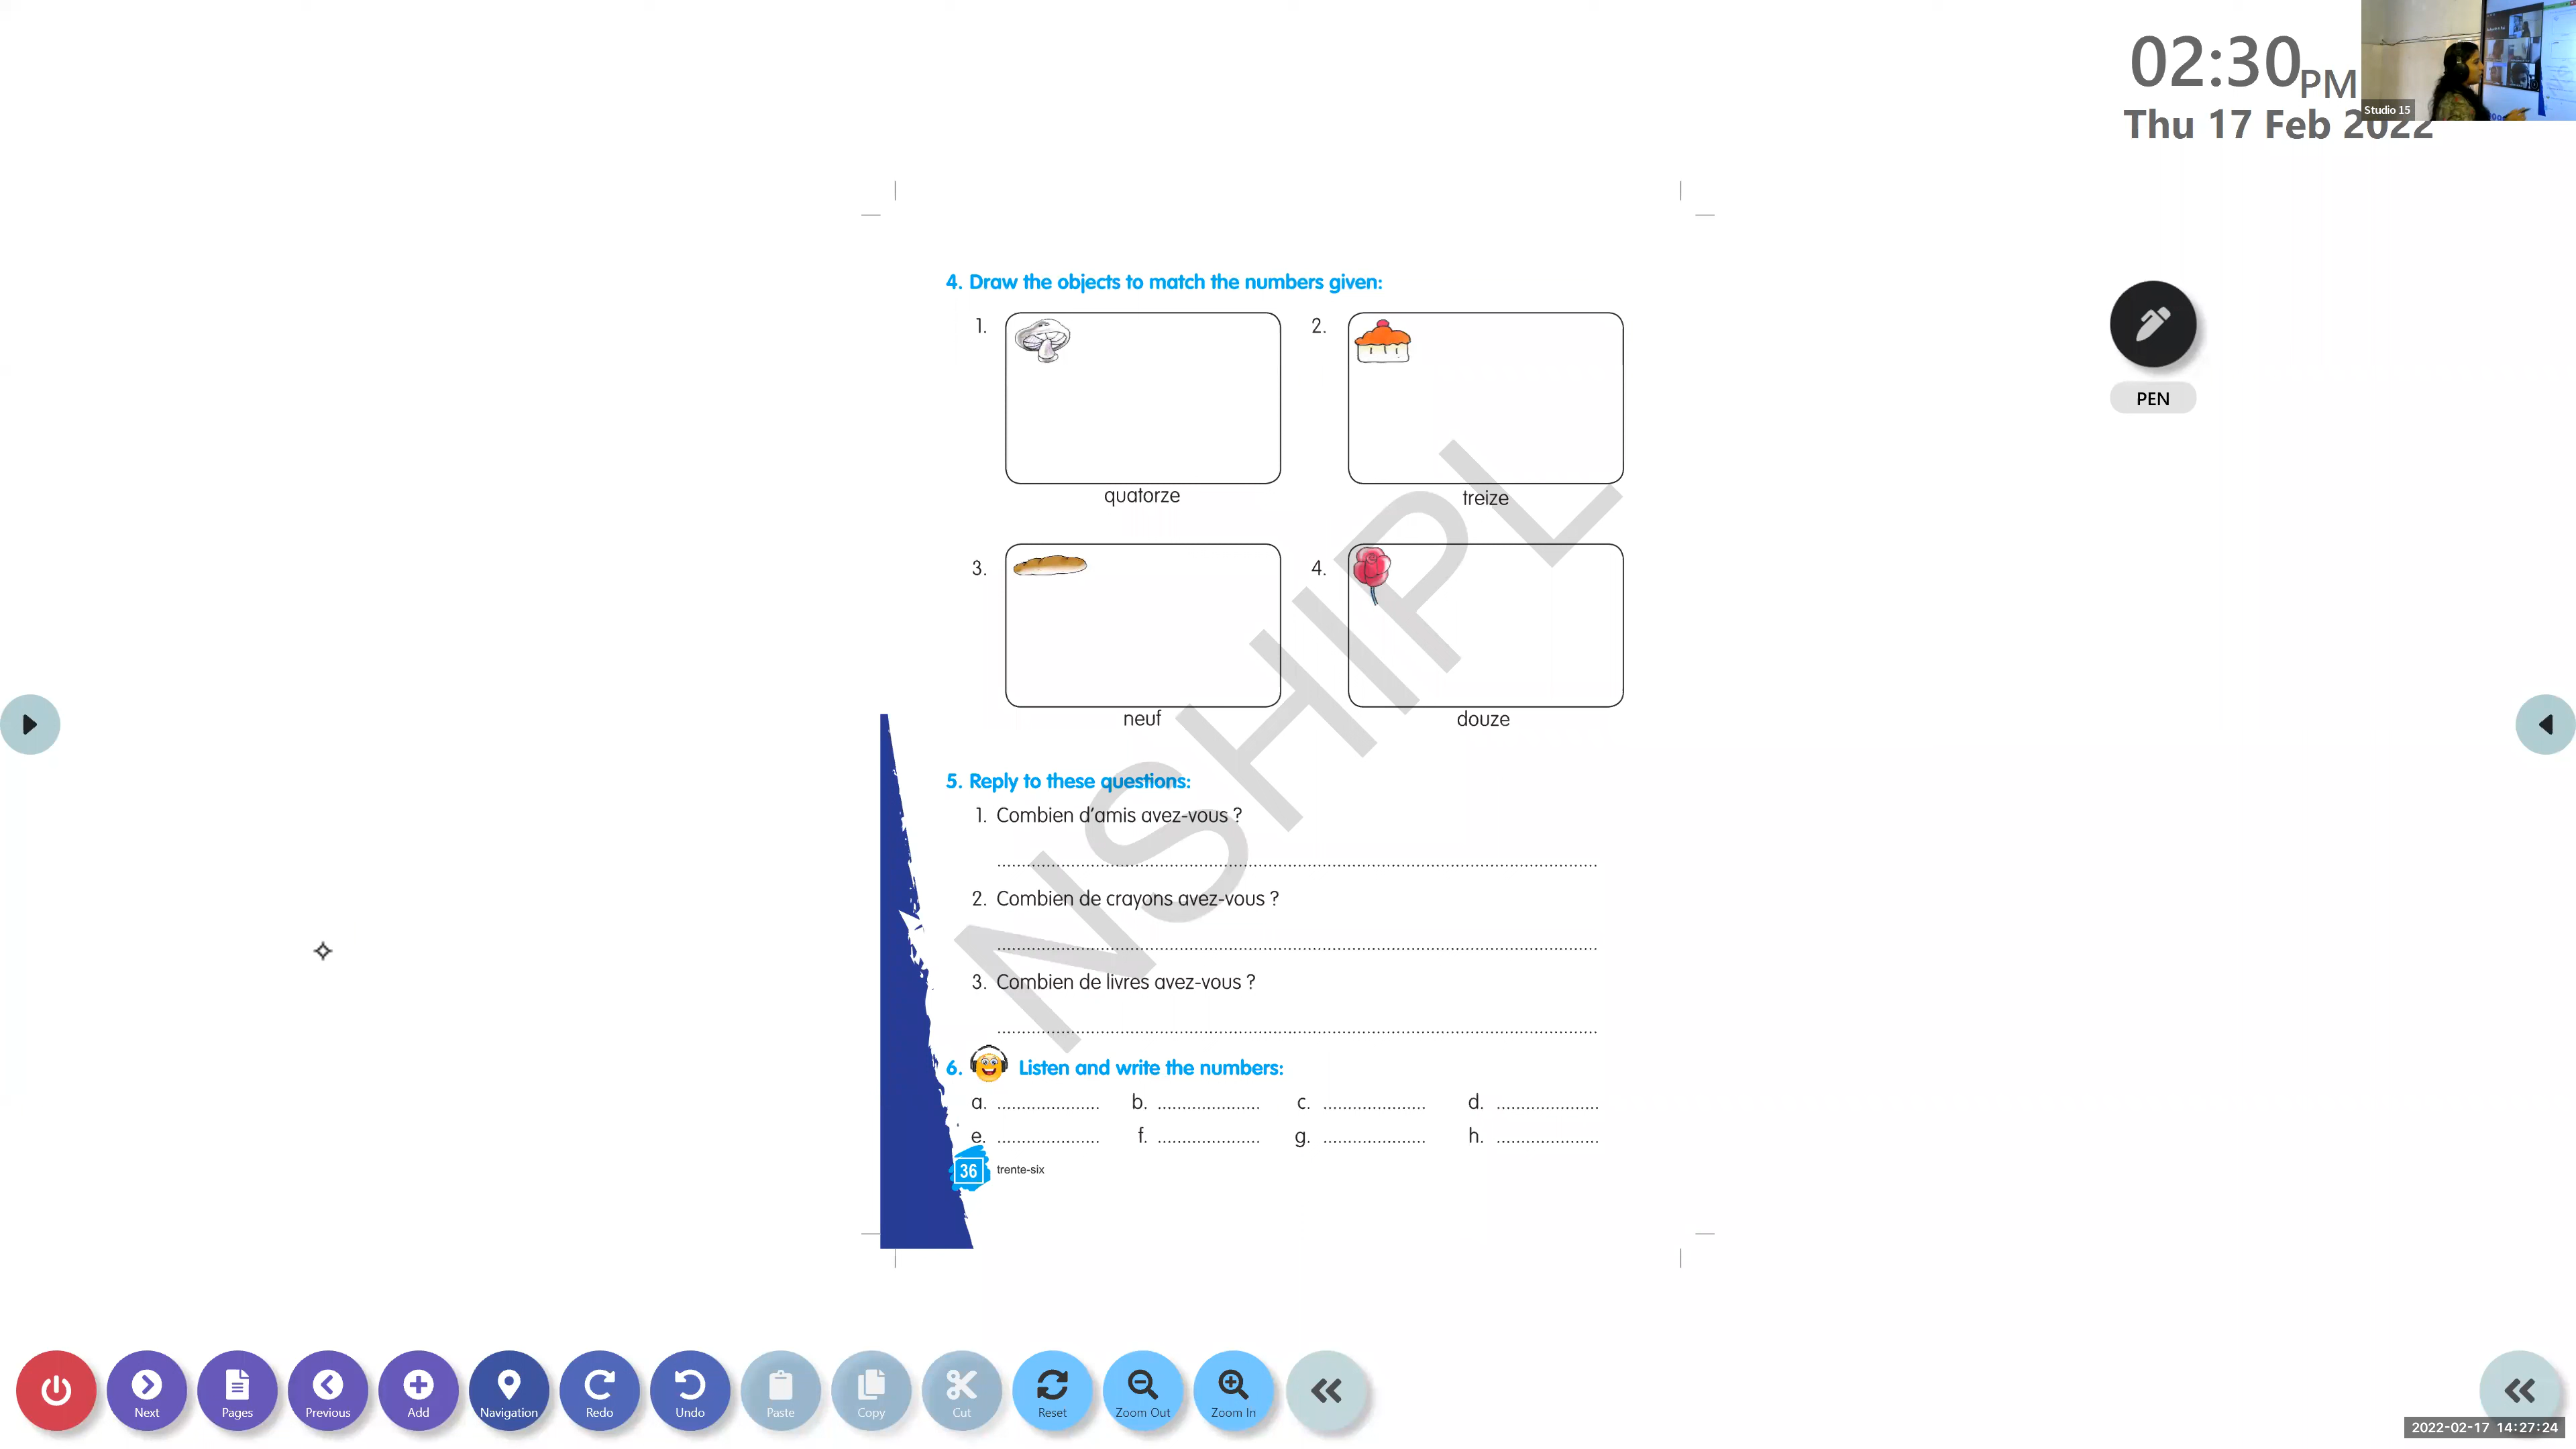 02:30 PM
Thu 17 Feb 2022
Studio 15
4. Draw the objects to match the numbers given:
1.
2.
quatorze
treize
3.
4.
neuf
douze
PEN
NSHIPL
5. Reply to these questions:
1. Combien d'amis avez-vous ?
2. Combien de crayons avez-vous ?
3. Combien de livres avez-vous ?
6. Listen and write the numbers:
a. ..................... b. ..................... c. ..................... d. .....................
e. ..................... f. ..................... g. ..................... h. .....................
36 trente-six
Next Pages Previous Add Navigation Redo Undo Paste Copy Cut Reset Zoom Out Zoom In
2022-02-17 14:27:24